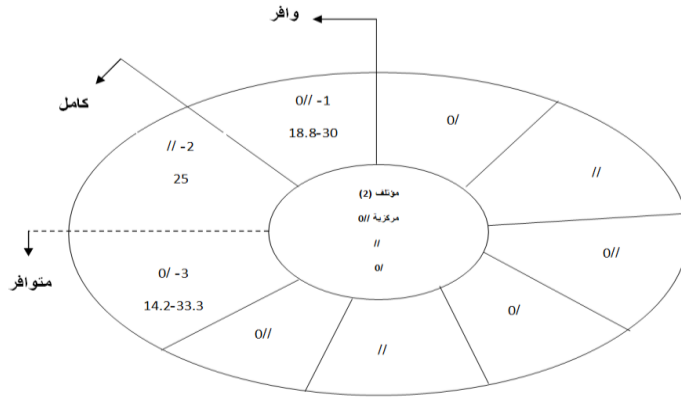 وافر
كامل
0// -1
18.8-30
0/
// -2
25
//
مؤتلف (2)
مركزية //0
//
0/
0//
متوافر
0/ -3
14.2-33.3
0//
//
0/